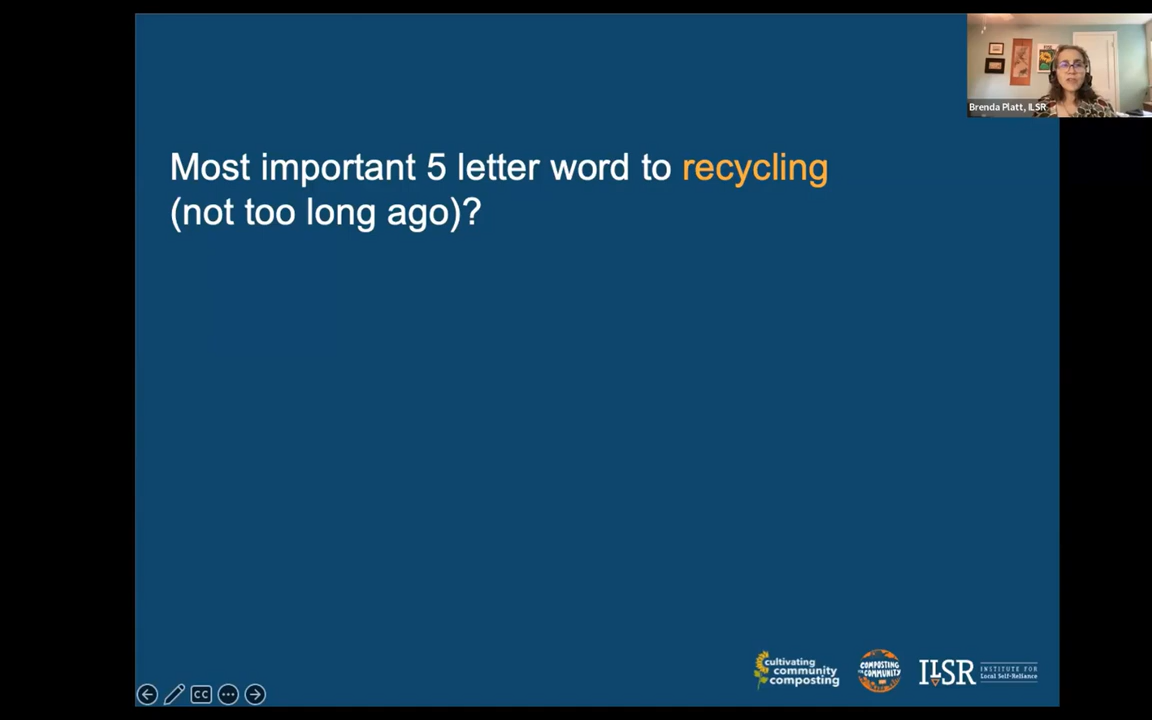 Brenda Platt, ILSR
Most important 5 letter word to recycling
(not too long ago)?
cultivating
community
composting
COMPOSTING
COMMUNITY
ILSR
INSTITUTE FOR
Local Self-Reliance
CC